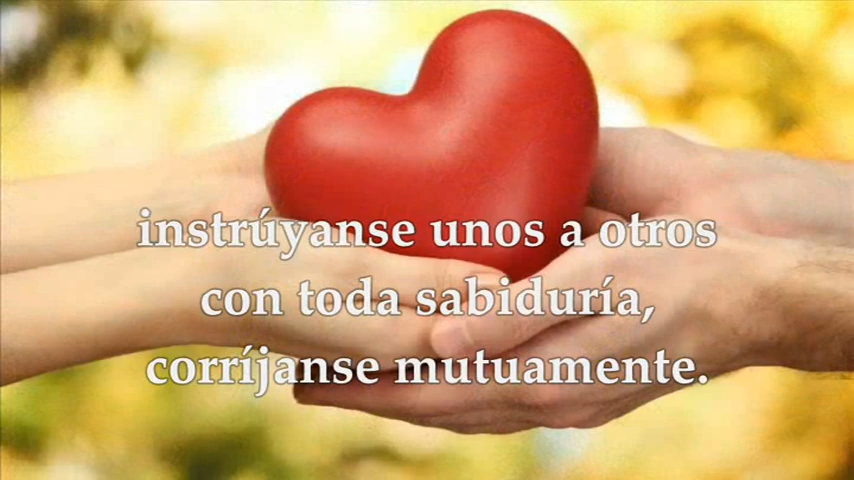 instrúyanse unos a otros
con toda sabiduría,
corríjanse mutuamente.